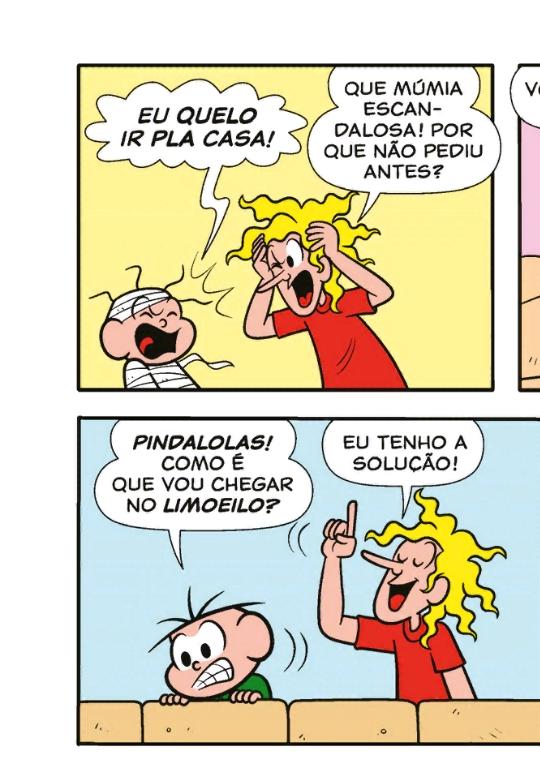 EU QUELO
IR PLA CASA!
QUE MÚMIA
ESCAN-
DALOSA! POR
QUE NÃO PEDIU
ANTES?
PINDALOLAS!
COMO É
QUE VOU CHEGAR
NO LIMOEILO?
EU TENHO A
SOLUÇÃO!